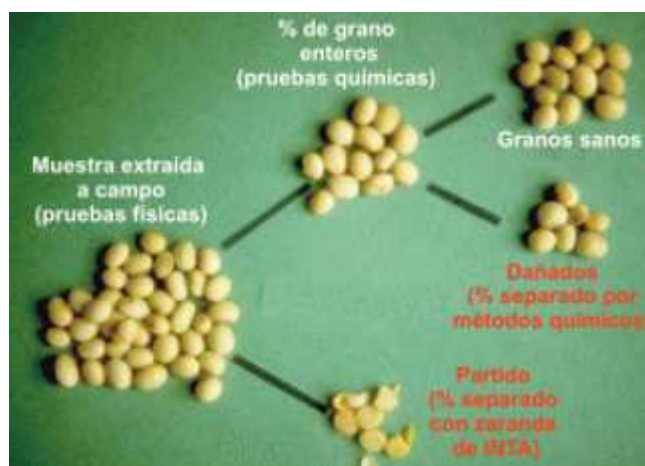 % de grano
enteros
(pruebas químicas)
Granos sanos
Muestra extraída
a campo
(pruebas físicas)
Dañados
(% separado por
métodos químicos
Partido
(% separado
con zaranda
de INTA)